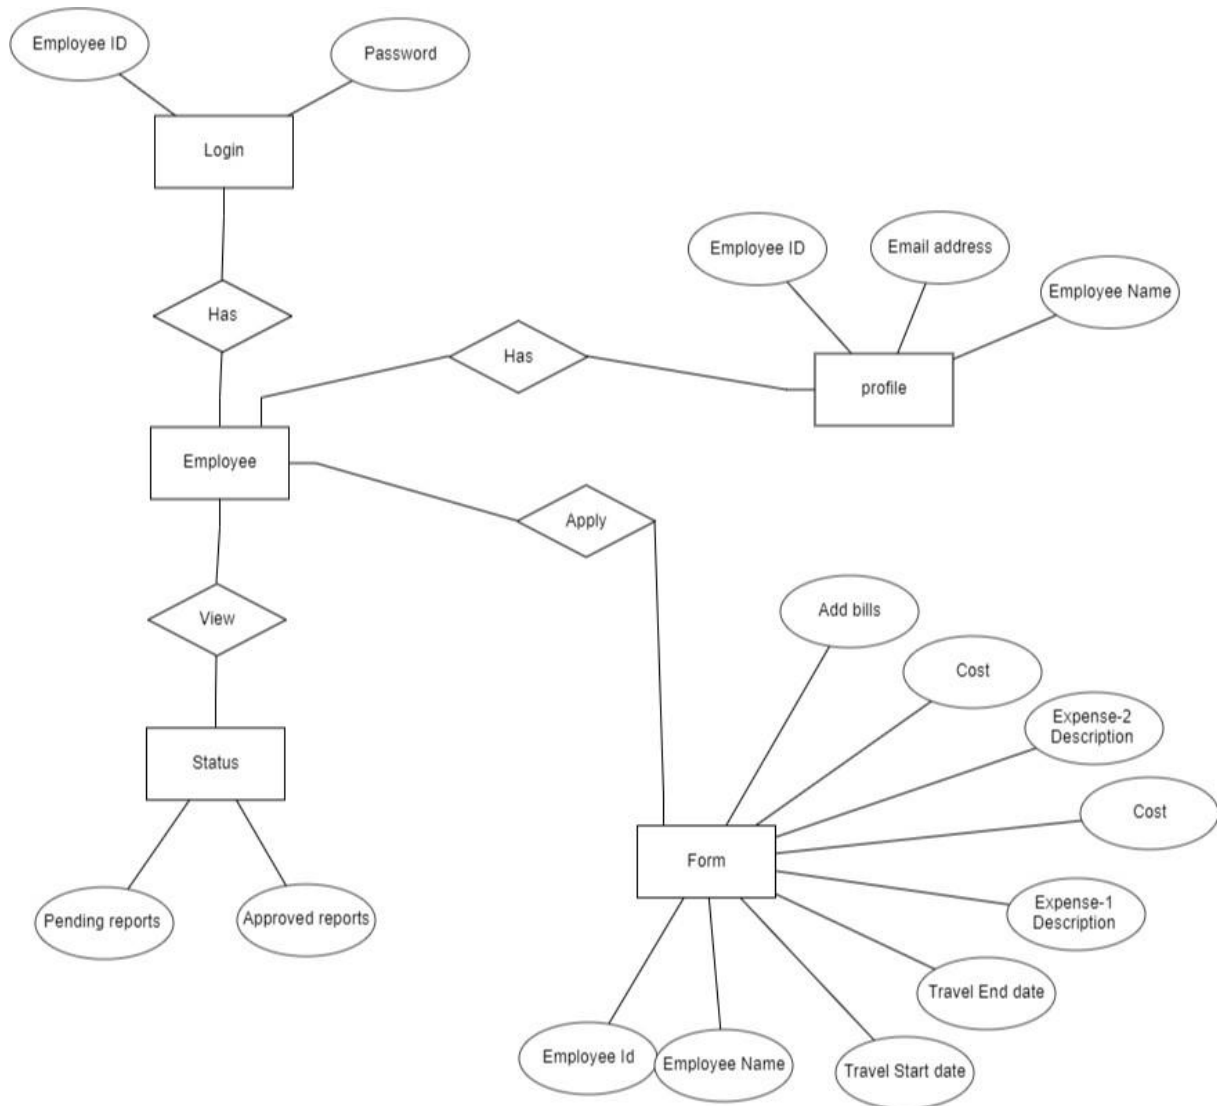 Employee ID
Password
Login
Employee ID
Email address
Employee Name
Has
Has
profile
Employee
Apply
Add bills
View
Cost
Expense-2
Description
Status
Cost
Form
Expense-1
Description
Pending reports
Approved reports
Travel End date
Employee Id
Employee Name
Travel Start date